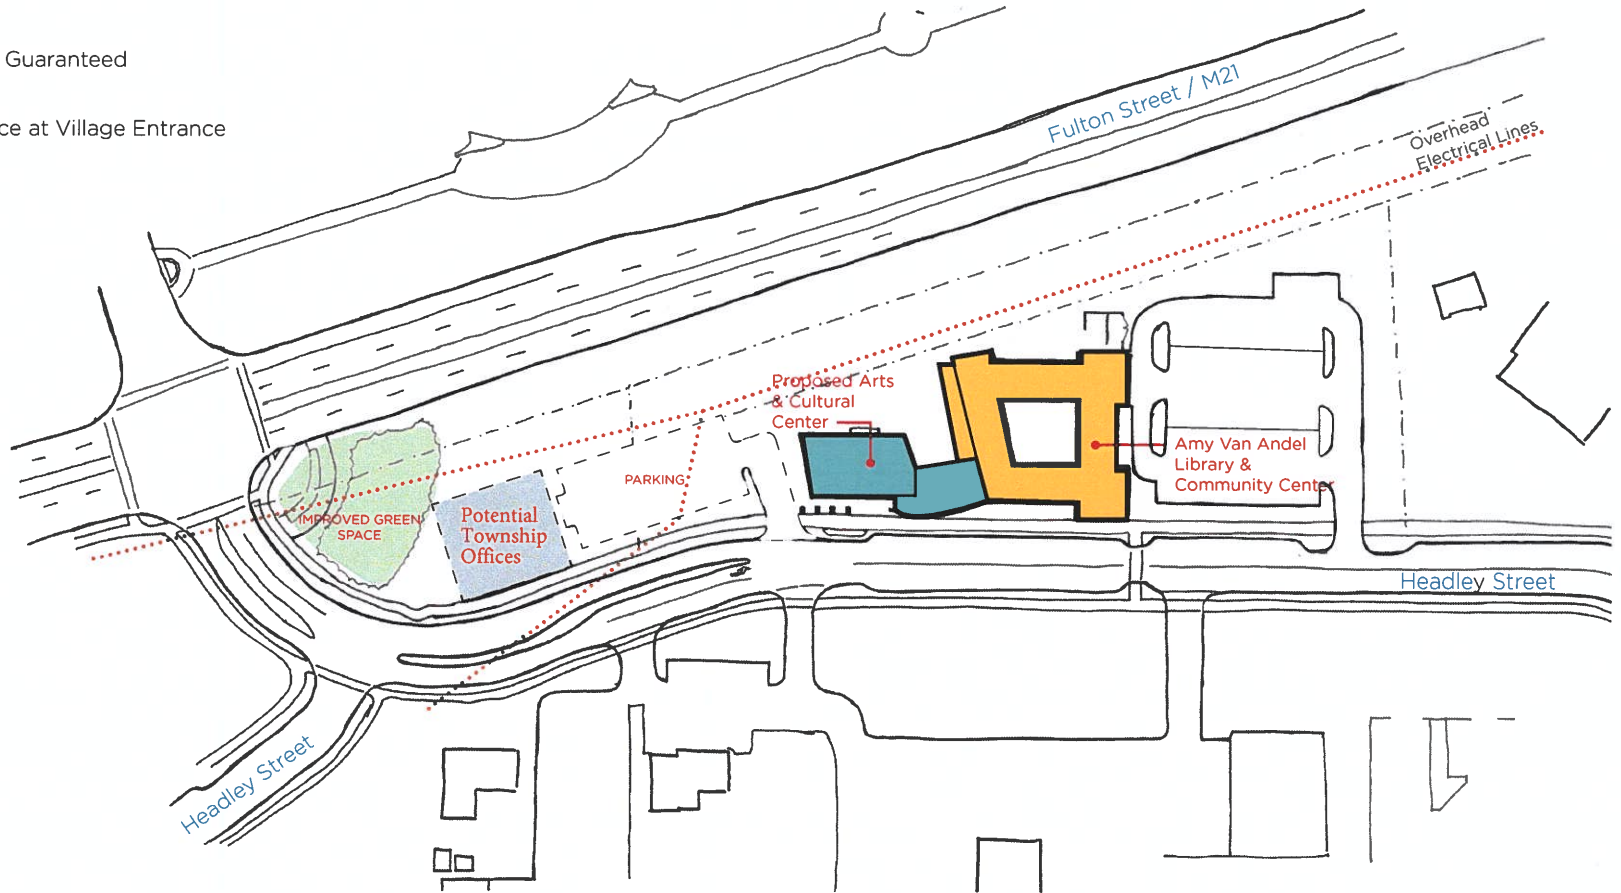 Guaranteed
ce at Village Entrance
Fulton Street / M21
Overhead
Electrical Lines
Proposed Arts
& Cultural
Center
Amy Van Andel
Library &
Community Center
PARKING
IMPROVED GREEN
SPACE
Potential
Township
Offices
Headley Street
Headley Street